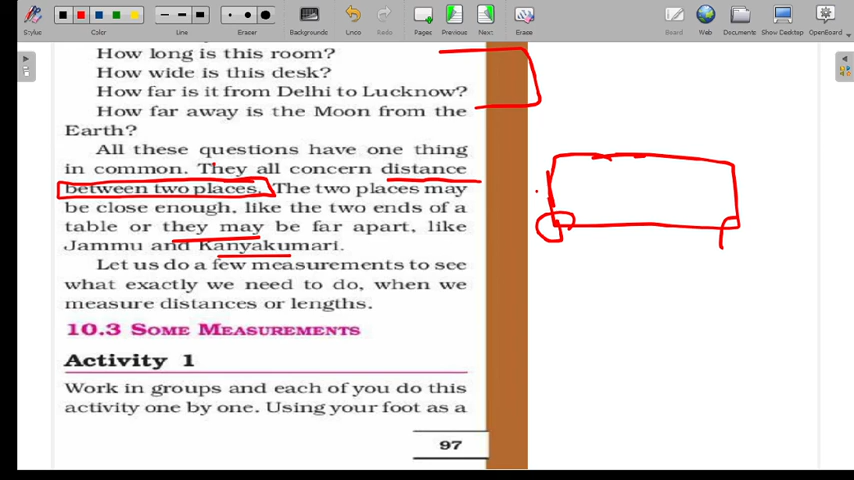 Stylus
Color
Line
Eraser
Backgrounds
Undo
Redo
Pages
Previous
Next
Erase
Board
Web
Documents
Show Desktop
OpenBoard
How long is this room?
How wide is this desk?
How far is it from Delhi to Lucknow?
How far away is the Moon from the
Earth?
All these questions have one thing
in common. They all concern distance
between two places. The two places may
be close enough, like the two ends of a
table or they may be far apart, like
Jammu and Kanyakumari.
Let us do a few measurements to see
what exactly we need to do, when we
measure distances or lengths.
10.3 SOME MEASUREMENTS
Activity 1
Work in groups and each of you do this
activity one by one. Using your foot as a
97